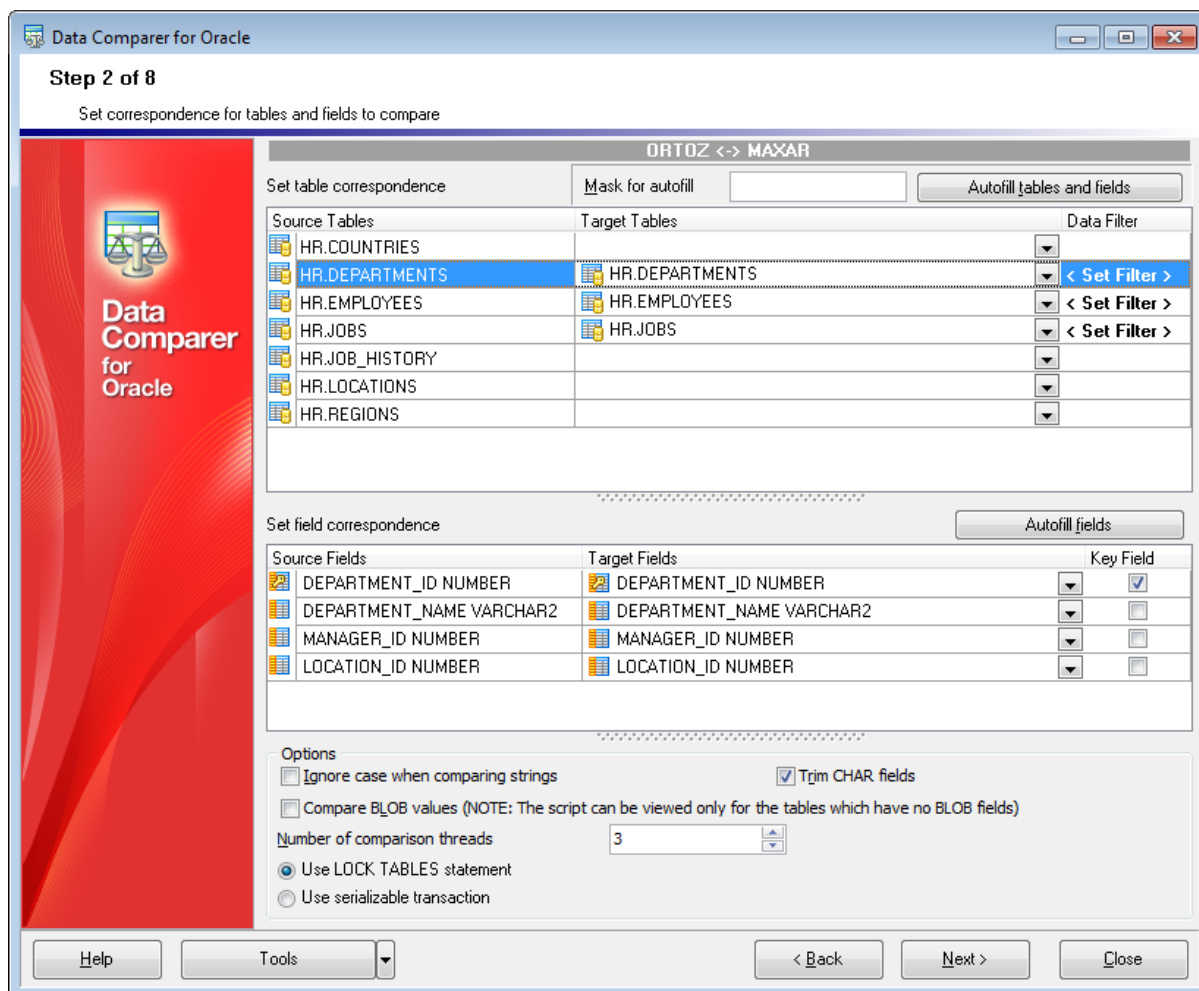 Data Comparer for Oracle
Step 2 of 8
Set correspondence for tables and fields to compare
ORTOZ <-> MAXAR
Data
Comparer
for
Oracle
Set table correspondence Mask for autofill Autofill tables and fields
Source Tables Target Tables Data Filter
HR.COUNTRIES
HR.DEPARTMENTS HR.DEPARTMENTS < Set Filter >
HR.EMPLOYEES HR.EMPLOYEES < Set Filter >
HR.JOBS HR.JOBS < Set Filter >
HR.JOB_HISTORY
HR.LOCATIONS
HR.REGIONS
Set field correspondence Autofill fields
Source Fields Target Fields Key Field
DEPARTMENT_ID NUMBER DEPARTMENT_ID NUMBER
DEPARTMENT_NAME VARCHAR2 DEPARTMENT_NAME VARCHAR2
MANAGER_ID NUMBER MANAGER_ID NUMBER
LOCATION_ID NUMBER LOCATION_ID NUMBER
Options
Ignore case when comparing strings Trim CHAR fields
Compare BLOB values (NOTE: The script can be viewed only for the tables which have no BLOB fields)
Number of comparison threads 3
Use LOCK TABLES statement
Use serializable transaction
Help Tools < Back Next > Close